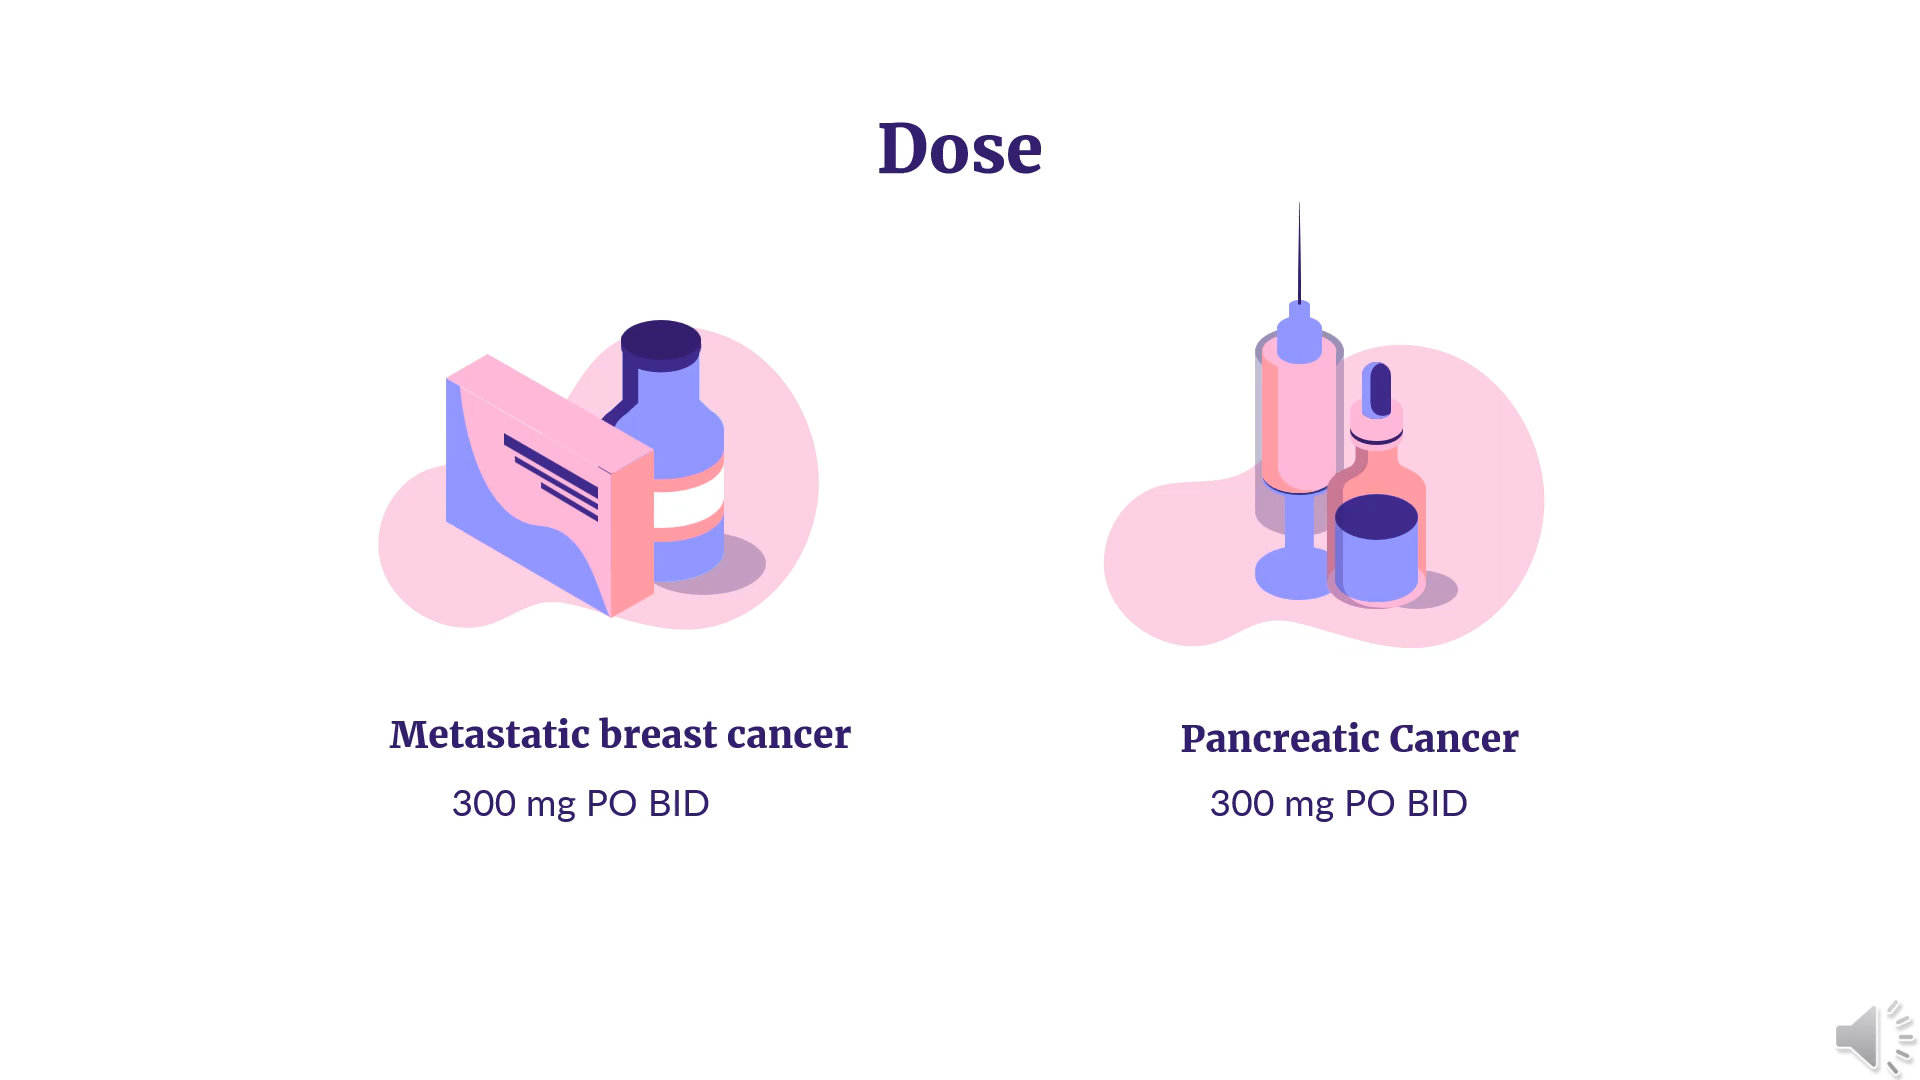 Dose
Metastatic breast cancer
300 mg PO BID
Pancreatic Cancer
300 mg PO BID